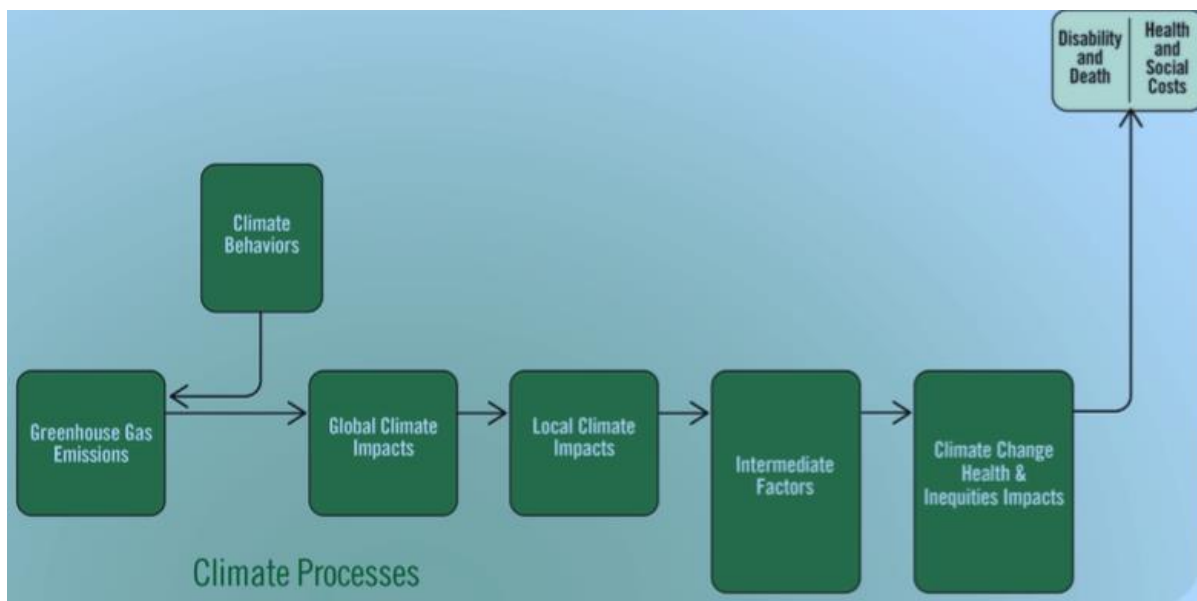 Disability
and
Death
Health
and
Social
Costs
Climate
Behaviors
Greenhouse Gas
Emissions
Global Climate
Impacts
Local Climate
Impacts
Intermediate
Factors
Climate Change
Health &
Inequities Impacts
Climate Processes